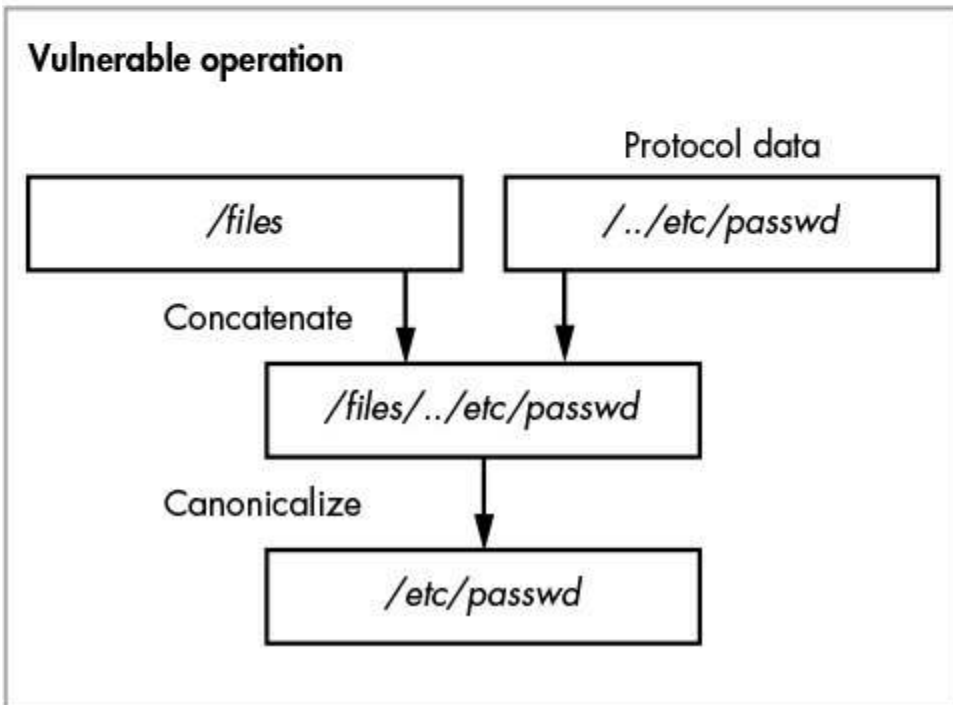 Vulnerable operation
Protocol data
/files
/../etc/passwd
Concatenate
/files/../etc/passwd
Canonicalize
/etc/passwd